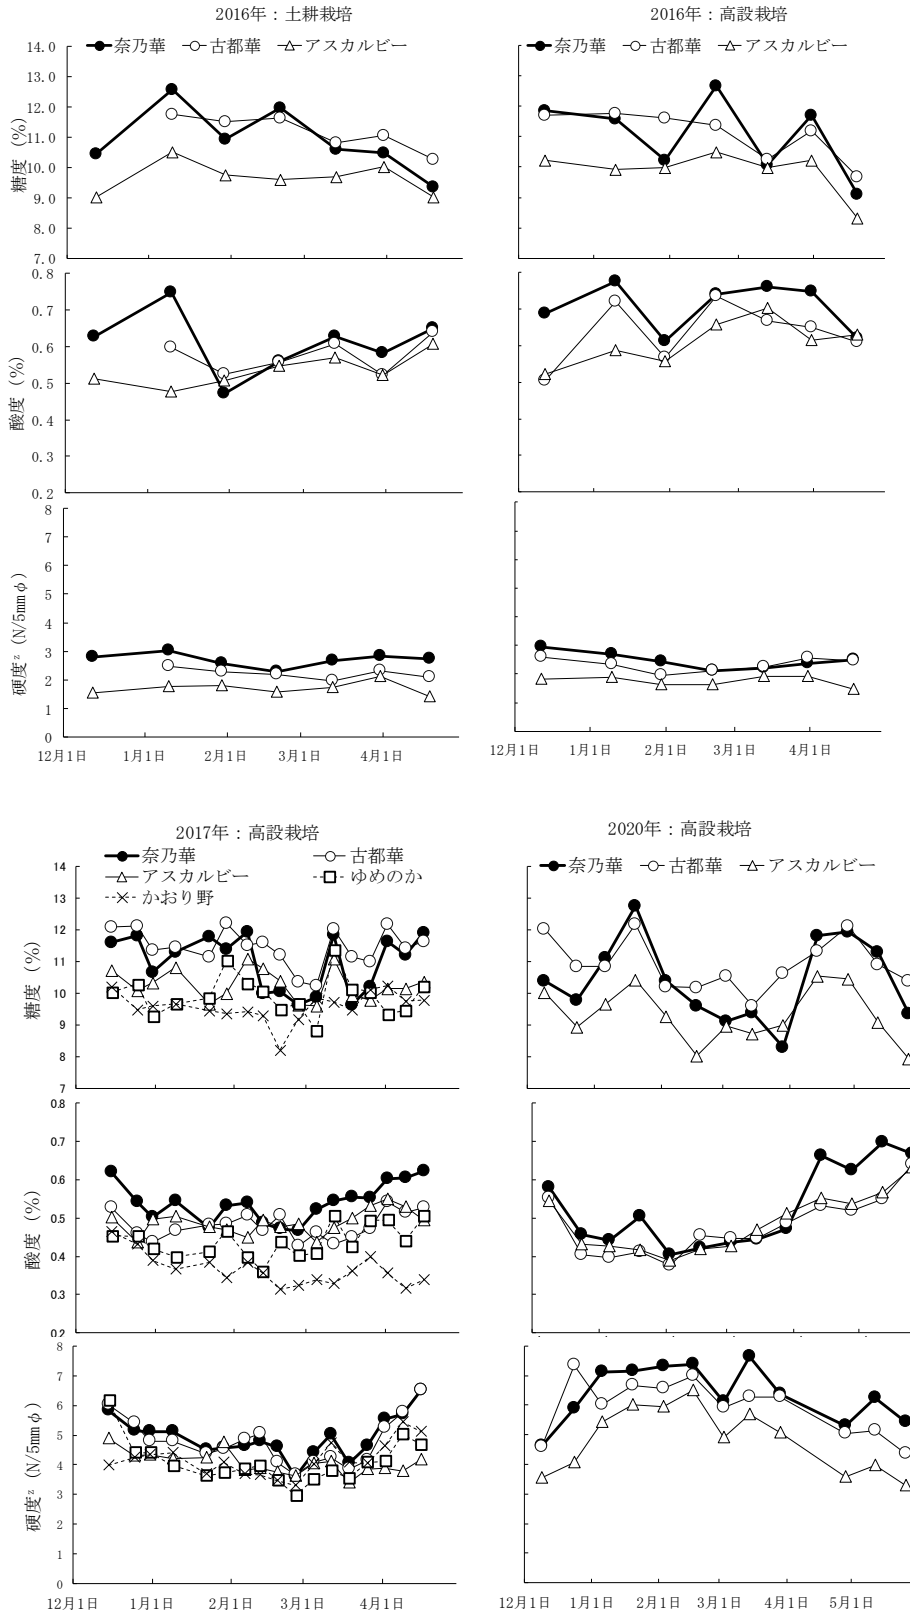 2016年：土耕栽培
奈乃華 古都華 アスカルビー
14.0
13.0
12.0
11.0
10.0
9.0
8.0
7.0
糖度 (%)
0.8
0.7
0.6
0.5
0.4
0.3
0.2
酸度 (%)
8
7
6
5
4
3
2
1
0
硬度ᶻ (N/5mmφ)
12月1日 1月1日 2月1日 3月1日 4月1日
2016年：高設栽培
奈乃華 古都華 アスカルビー
12月1日 1月1日 2月1日 3月1日 4月1日
2017年：高設栽培
奈乃華 古都華
アスカルビー ゆめのか
かおり野
14
13
12
11
10
9
8
7
糖度 (%)
0.8
0.7
0.6
0.5
0.4
0.3
0.2
酸度 (%)
8
7
6
5
4
3
2
1
0
硬度ᶻ (N/5mmφ)
12月1日 1月1日 2月1日 3月1日 4月1日
2020年：高設栽培
奈乃華 古都華 アスカルビー
12月1日 1月1日 2月1日 3月1日 4月1日 5月1日